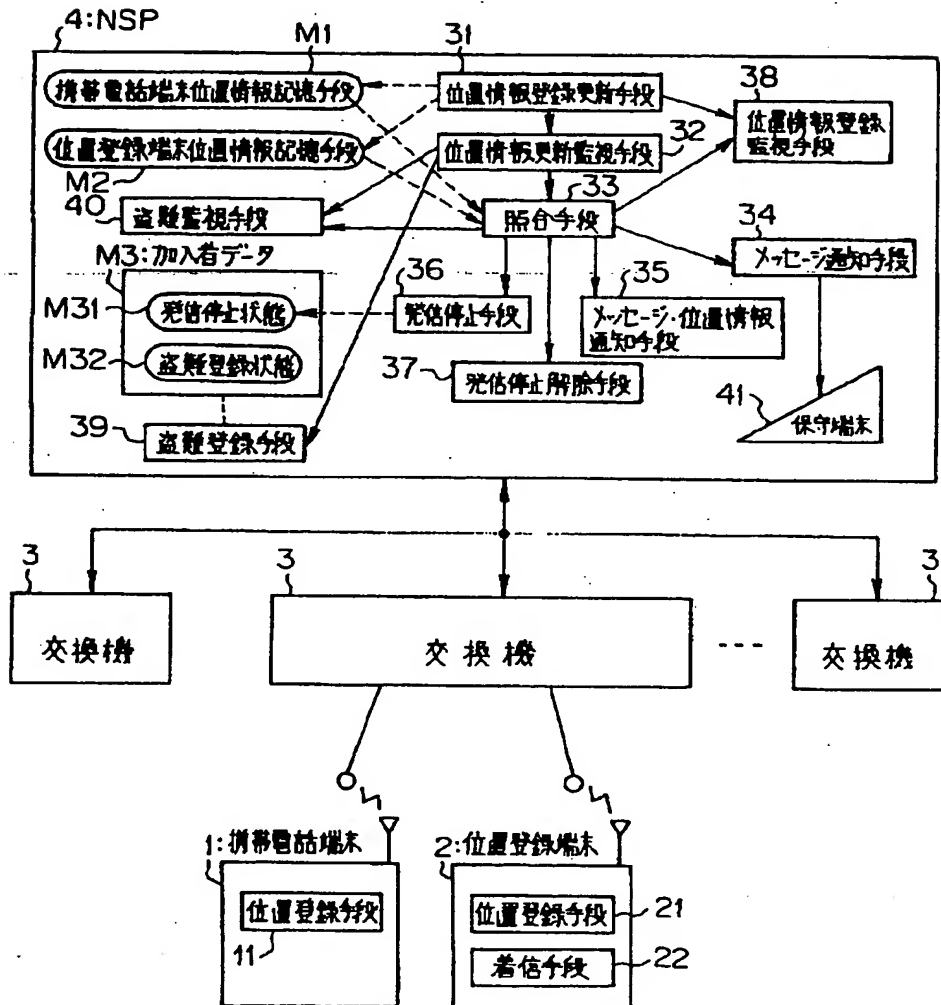 4:NSP
M1
31
携帯電話端末位置情報記憶手段
位置情報登録更新手段
38
位置情報登録
監視手段
位置登録端末位置情報記憶手段
位置情報更新監視手段
32
M2
33
40
盗難監視手段
照合手段
34
メッセージ通知手段
M3:加入者データ
36
35
M31
発信停止状態
発信停止手段
メッセージ・位置情報
通知手段
M32
盗難登録状態
37
発信停止解除手段
41
保守端末
39
盗難登録手段
3
3
3
交換機
交換機
交換機
1:携帯電話端末
2:位置登録端末
位置登録手段
11
位置登録手段
21
着信手段
22